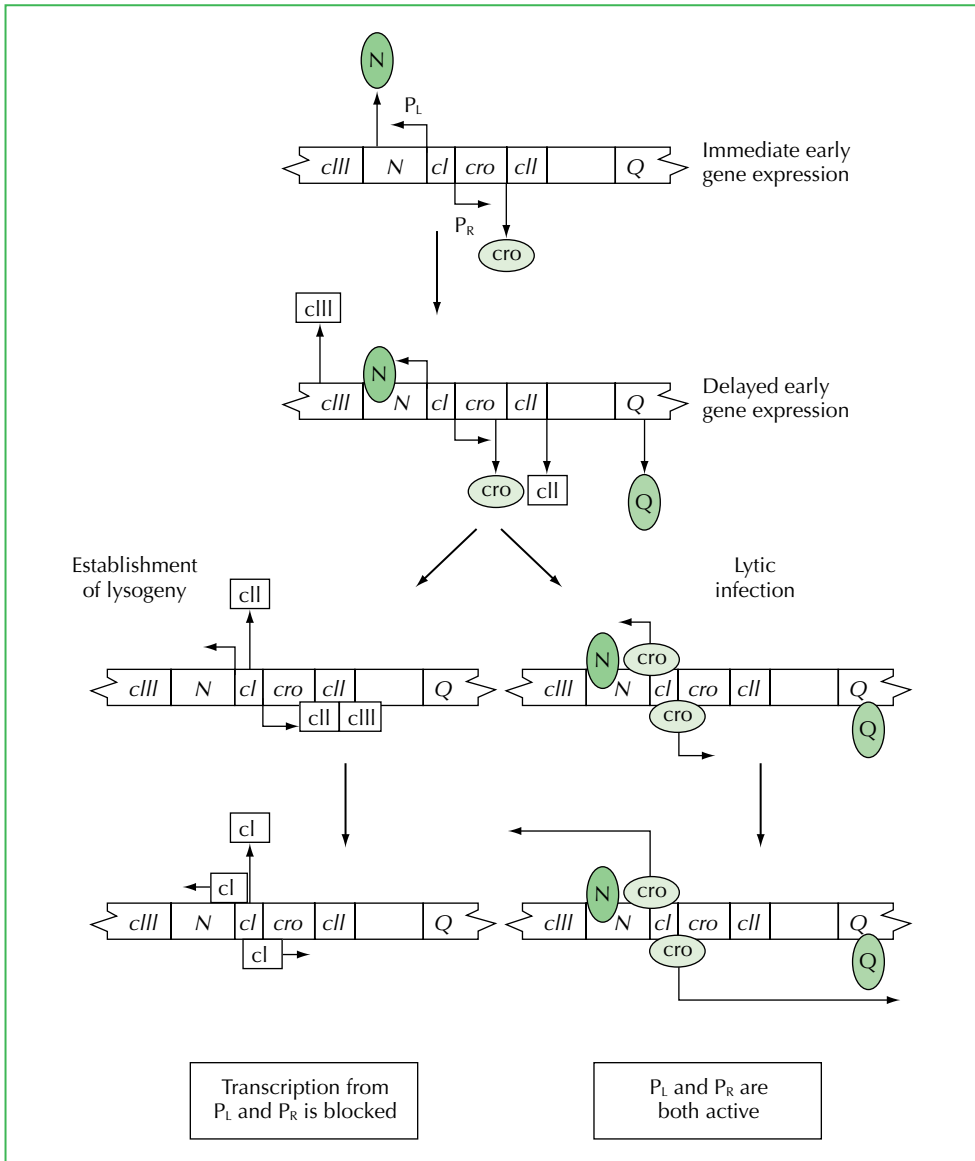 N
P_L
cIII N cI cro cII Q
Immediate early
gene expression
P_R
cro
cIII
N
cIII N cI cro cII Q
Delayed early
gene expression
cro cII Q
Establishment
of lysogeny
cII
cIII N cI cro cII Q
cII cIII
Lytic
infection
N cro
cIII N cI cro cII Q
cro Q
cI
cI
cIII N cI cro cII Q
cI
N cro
cIII N cI cro cII Q
cro Q
Transcription from
P_L and P_R is blocked
P_L and P_R are
both active